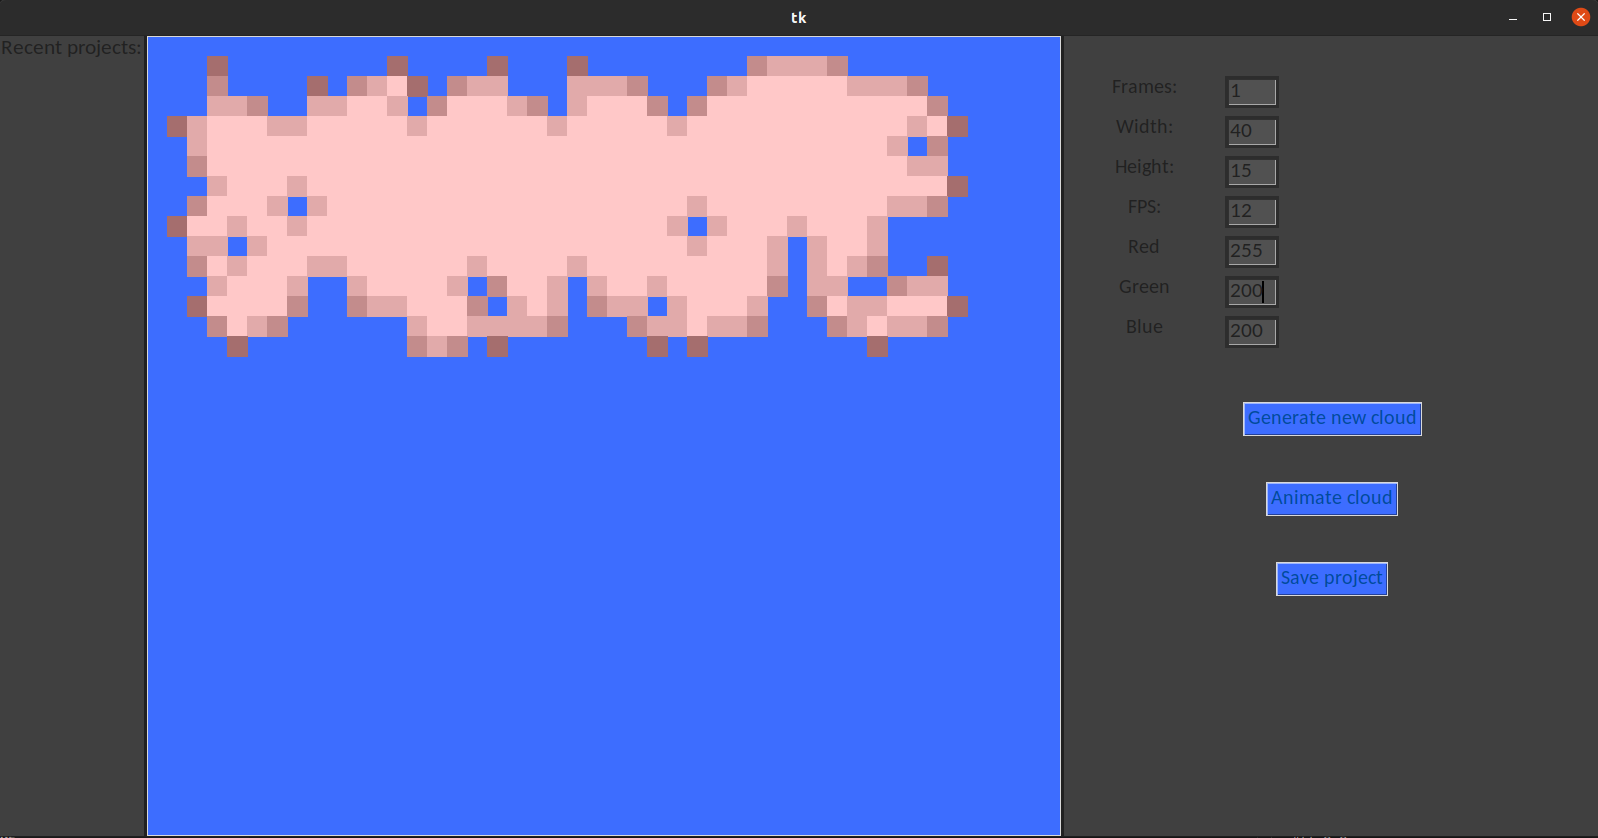 tk
Recent projects:
Frames: 1
Width: 40
Height: 15
FPS: 12
Red 255
Green 200
Blue 200
Generate new cloud
Animate cloud
Save project